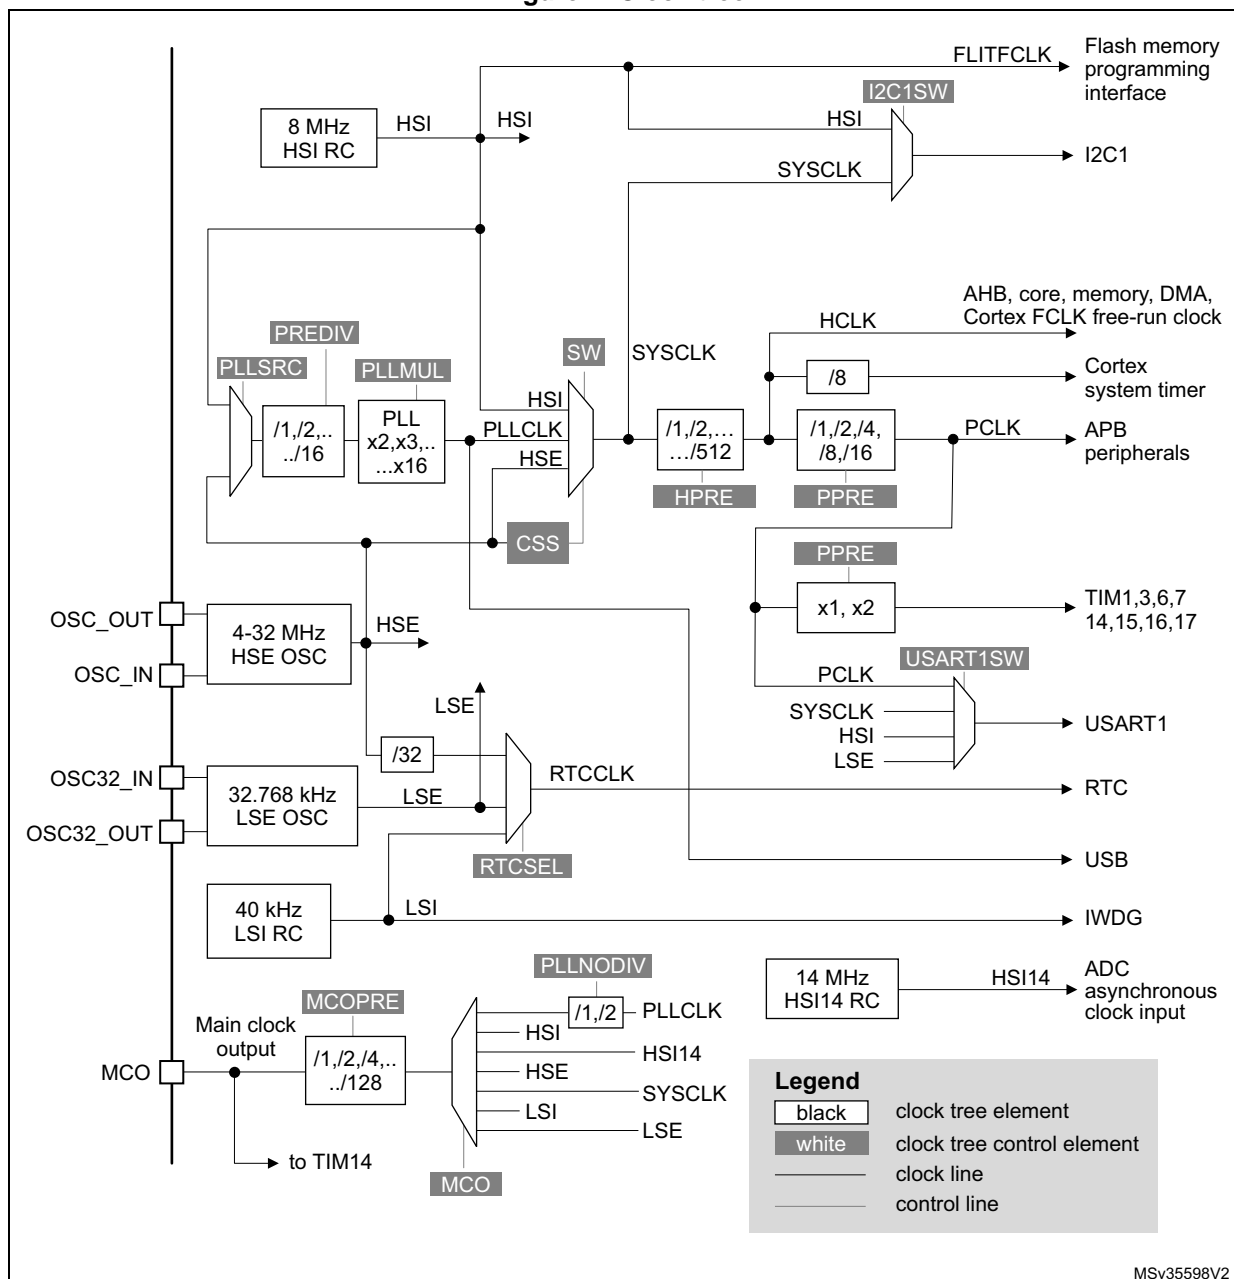 FLITFCLK
Flash memory
programming
interface
I2C1SW
8 MHz
HSI RC
HSI
HSI
HSI
I2C1
SYSCLK
AHB, core, memory, DMA,
Cortex FCLK free-run clock
HCLK
PREDIV
PLLSRC
PLLMUL
SW
SYSCLK
/8
Cortex
system timer
/1,/2,..
../16
PLL
x2,x3,..
...x16
HSI
PLLCLK
HSE
/1,/2,…
…/512
/1,/2,/4,
/8,/16
PCLK
APB
peripherals
HPRE
PPRE
CSS
PPRE
OSC_OUT
4-32 MHz
HSE OSC
HSE
x1, x2
TIM1,3,6,7
14,15,16,17
OSC_IN
USART1SW
PCLK
SYSCLK
HSI
LSE
USART1
LSE
/32
OSC32_IN
32.768 kHz
LSE OSC
LSE
RTCCLK
RTC
OSC32_OUT
RTCSEL
USB
40 kHz
LSI RC
LSI
IWDG
PLLNODIV
14 MHz
HSI14 RC
HSI14
ADC
asynchronous
clock input
MCOPRE
/1,/2
PLLCLK
Main clock
output
HSI
HSI14
MCO
/1,/2,/4,..
../128
HSE
SYSCLK
LSI
LSE
to TIM14
MCO
Legend
black
clock tree element
white
clock tree control element
clock line
control line
MSv35598V2